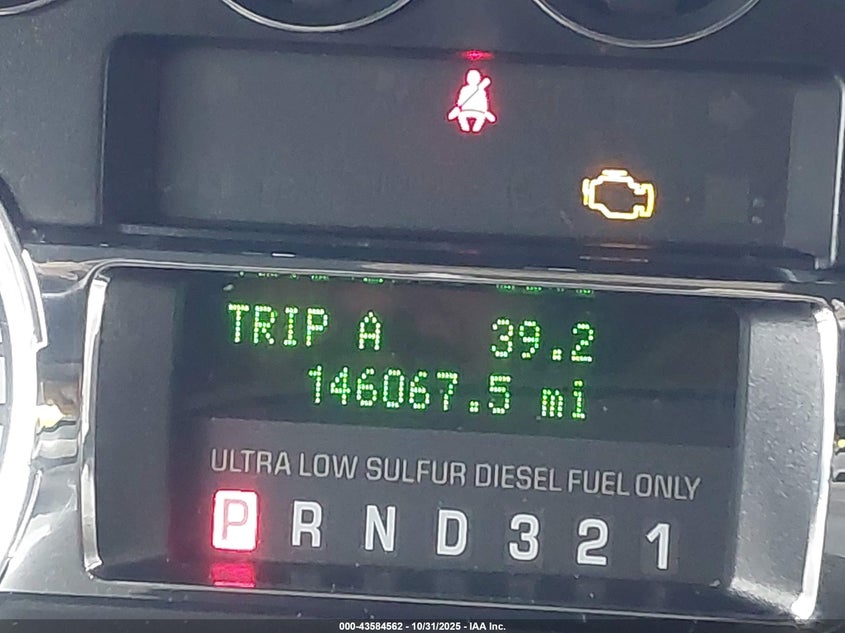 TRIP A 39.2
146067.5 mi
ULTRA LOW SULFUR DIESEL FUEL ONLY
P R N D 3 2 1
000-43584562 - 10/31/2025 - IAA Inc.